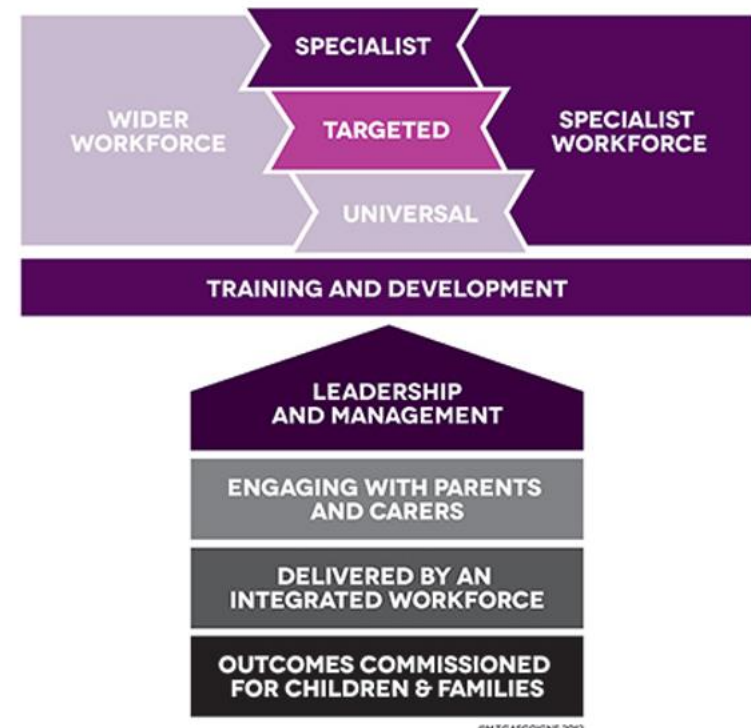 SPECIALIST
WIDER
WORKFORCE
TARGETED
SPECIALIST
WORKFORCE
UNIVERSAL
TRAINING AND DEVELOPMENT
LEADERSHIP
AND MANAGEMENT
ENGAGING WITH PARENTS
AND CARERS
DELIVERED BY AN
INTEGRATED WORKFORCE
OUTCOMES COMMISSIONED
FOR CHILDREN & FAMILIES